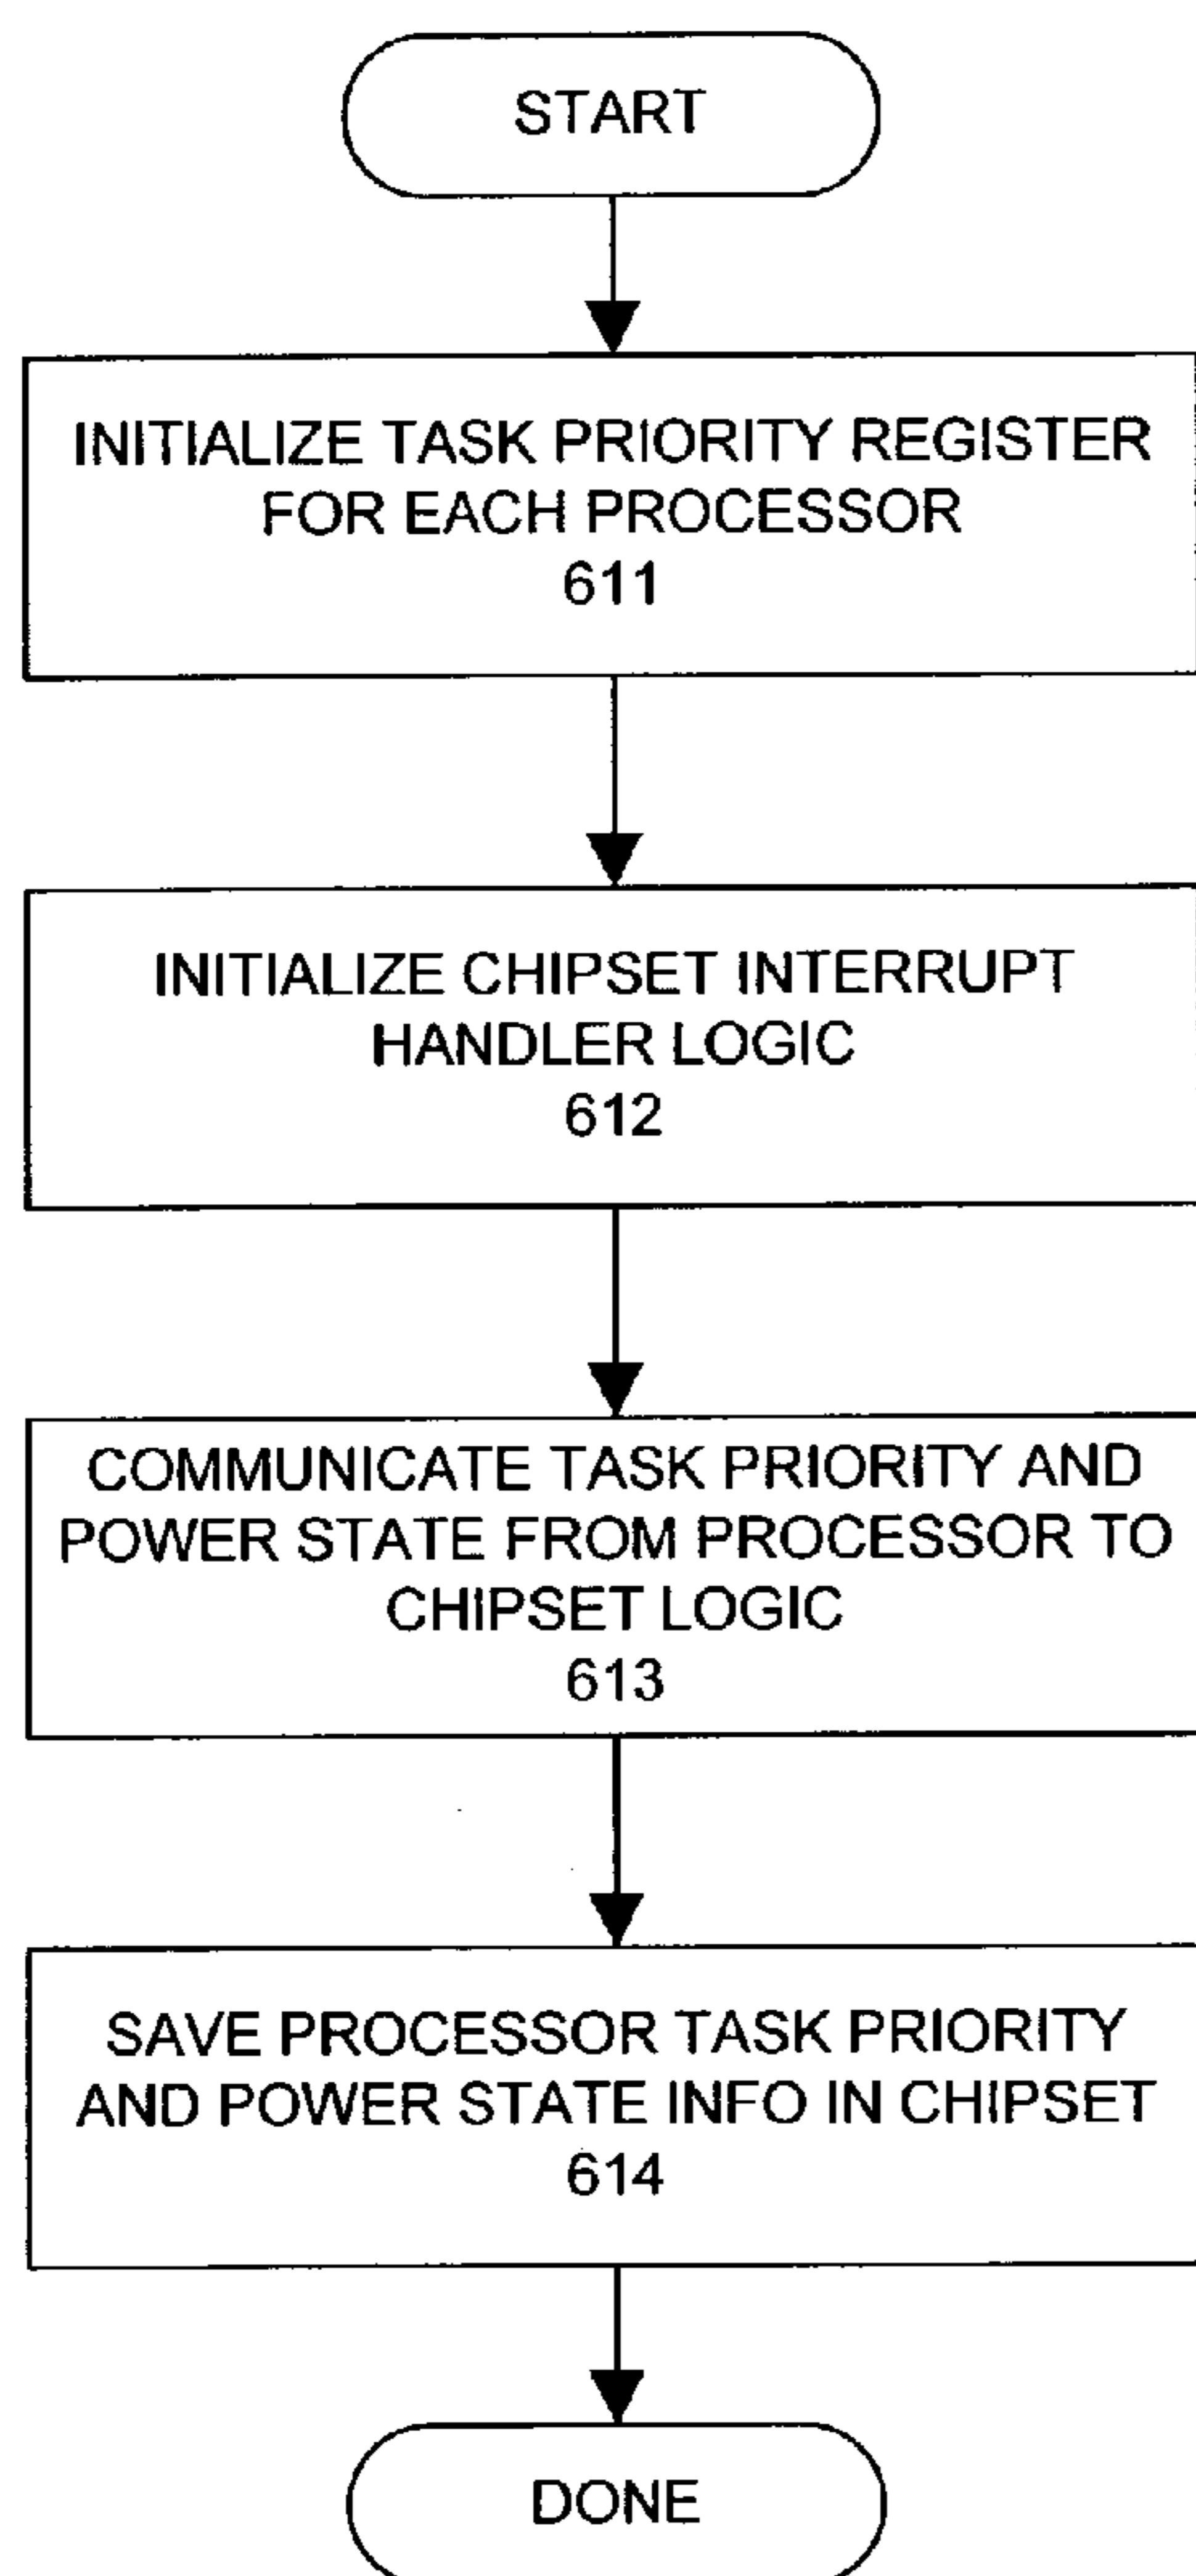 START
INITIALIZE TASK PRIORITY REGISTER
FOR EACH PROCESSOR
611
INITIALIZE CHIPSET INTERRUPT
HANDLER LOGIC
612
COMMUNICATE TASK PRIORITY AND
POWER STATE FROM PROCESSOR TO
CHIPSET LOGIC
613
SAVE PROCESSOR TASK PRIORITY
AND POWER STATE INFO IN CHIPSET
614
DONE